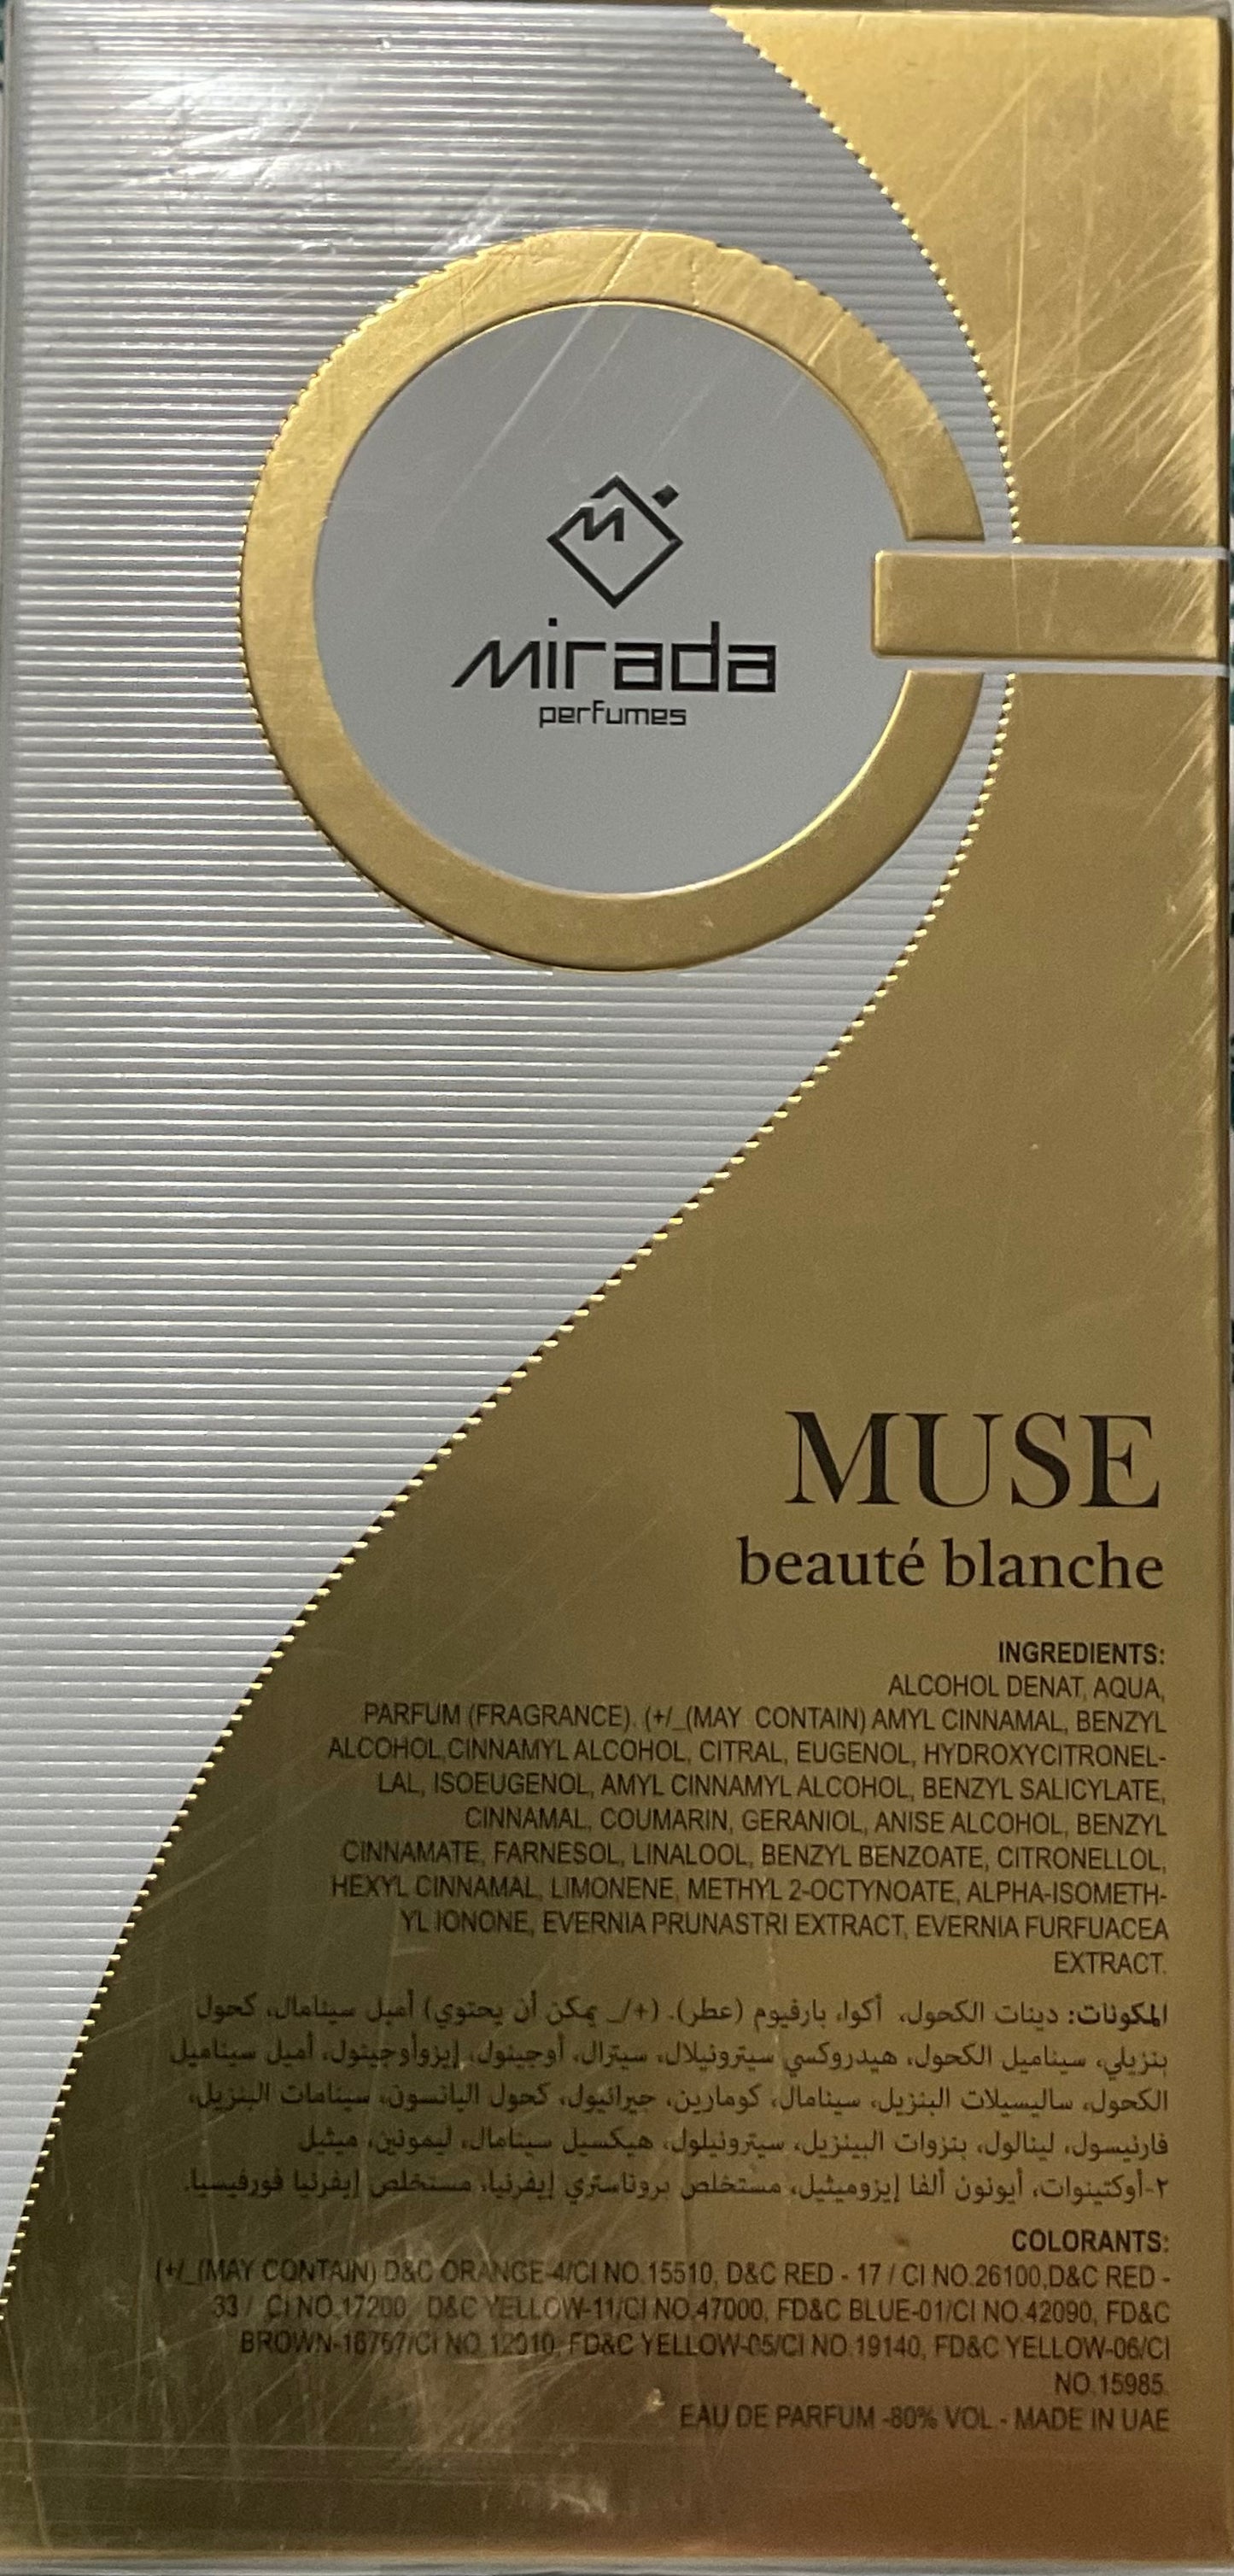 M
mirada
perfumes
MUSE
beauté blanche
INGREDIENTS:
ALCOHOL DENAT, AQUA,
PARFUM (FRAGRANCE). (+/_(MAY CONTAIN) AMYL CINNAMAL, BENZYL
ALCOHOL,CINNAMYL ALCOHOL, CITRAL, EUGENOL, HYDROXYCITRONEL-
LAL, ISOEUGENOL, AMYL CINNAMYL ALCOHOL, BENZYL SALICYLATE,
CINNAMAL, COUMARIN, GERANIOL, ANISE ALCOHOL, BENZYL
CINNAMATE, FARNESOL, LINALOOL, BENZYL BENZOATE, CITRONELLOL,
HEXYL CINNAMAL, LIMONENE, METHYL 2-OCTYNOATE, ALPHA-ISOMETH-
YL IONONE, EVERNIA PRUNASTRI EXTRACT, EVERNIA FURFUACEA
EXTRACT.
المكونات: دينات الكحول، أكوا، بارفيوم (عطر). (+/_ يمكن أن يحتوي) أميل سينامال، كحول
بنزيلي، سيناميل الكحول، هيدروكسي سيترونيلال، سيترال، أوجينول، إيزوأوجينول، أميل سيناميل
الكحول، ساليسيلات البنزيل، سينامال، كومارين، جيرانيول، كحول اليانسون، سينامات البنزيل،
فارنيسول، لينالول، بنزوات البينزيل، سيترونيلول، هيكسيل سينامال، ليمونين، ميثيل
٢-أوكتينوات، أيونون ألفا إيزوميثيل، مستخلص بروناستري إيفرنيا، مستخلص إيفرنيا فورفيسيا.
COLORANTS:
(+/_(MAY CONTAIN) D&C ORANGE-4/CI NO.15510, D&C RED - 17 / CI NO.26100,D&C RED -
33 / CI NO.17200, D&C YELLOW-11/CI NO.47000, FD&C BLUE-01/CI NO.42090, FD&C
BROWN-16767/CI NO.12010, FD&C YELLOW-05/CI NO.19140, FD&C YELLOW-06/CI
NO.15985.
EAU DE PARFUM -80% VOL - MADE IN UAE